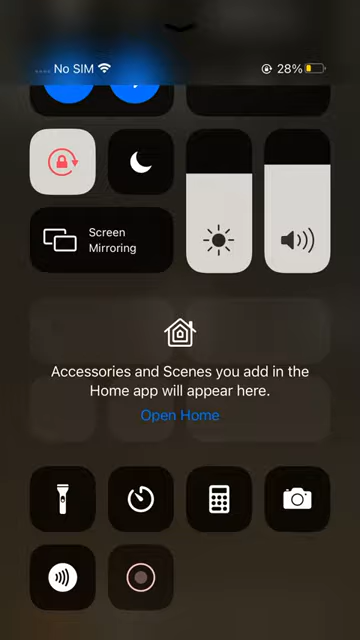 No SIM
28%
Screen
Mirroring
Accessories and Scenes you add in the
Home app will appear here.
Open Home